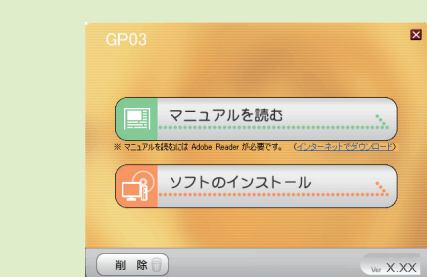 GP03
マニュアルを読む
※ マニュアルを読むには Adobe Reader が必要です。 (インターネットでダウンロード)
ソフトのインストール
削 除
Ver X.XX